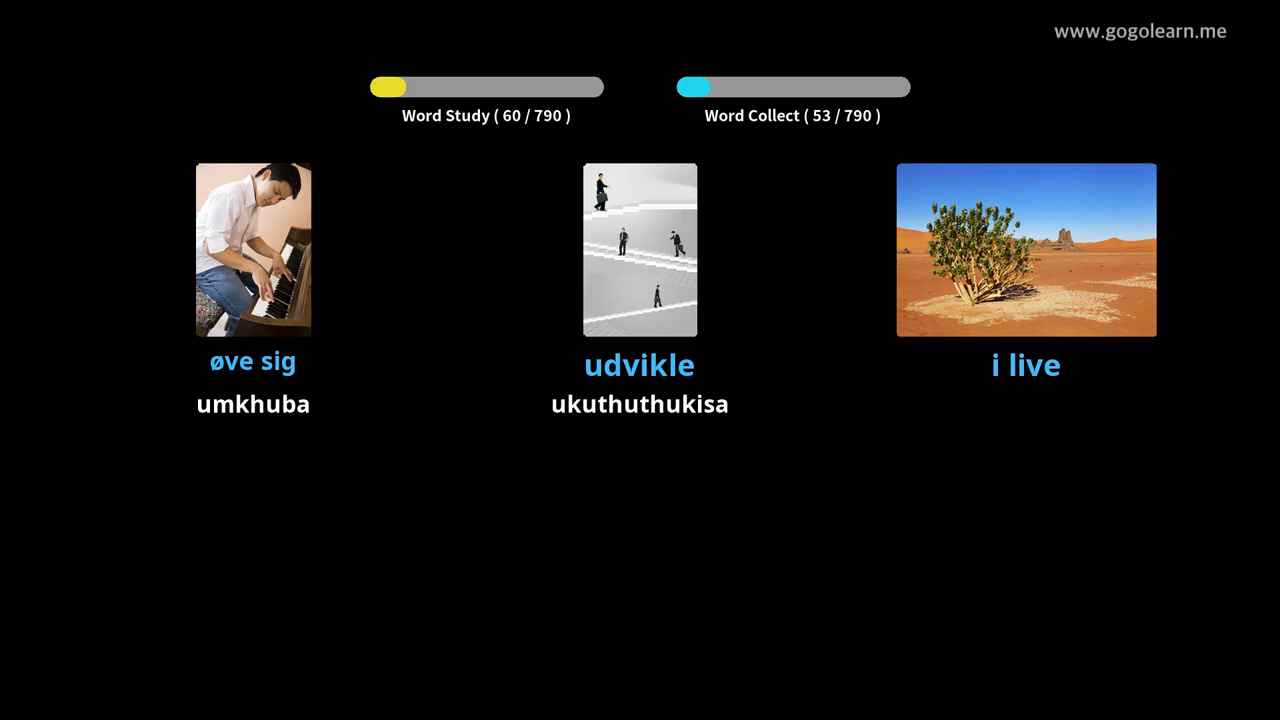 www.gogolearn.me
Word Study ( 60 / 790 )
Word Collect ( 53 / 790 )
øve sig
udvikle
i live
umkhuba
ukuthuthukisa